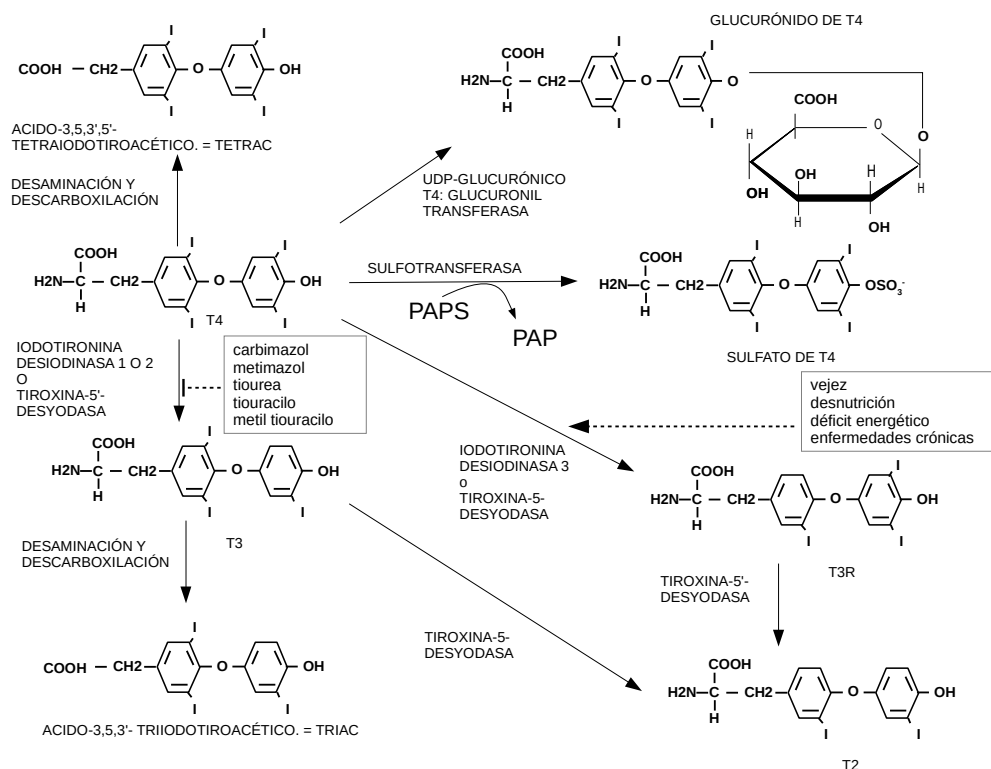 GLUCURÓNIDO DE T4
I
COOH — CH2
O
OH
I
I
I
ACIDO-3,5,3',5'-
TETRAIODOTIROACÉTICO. = TETRAC
I
I
COOH
H2N–C — CH2
H
O
O
I
I
COOH
O
O
H
OH
OH
H
H
OH
H
DESAMINACIÓN Y
DESCARBOXILACIÓN
UDP-GLUCURÓNICO
T4: GLUCURONIL
TRANSFERASA
I
I
COOH
H2N–C — CH2
H
O
OH
I
I
T4
SULFOTRANSFERASA
PAPS
PAP
I
I
COOH
H2N–C — CH2
H
O
OSO3-
I
I
SULFATO DE T4
IODOTIRONINA
DESIODINASA 1 O 2
O
TIROXINA-5'-
DESYODASA
carbimazol
metimazol
tiourea
tiouracilo
metil tiouracilo
vejez
desnutrición
déficit energético
enfermedades crónicas
IODOTIRONINA
DESIODINASA 3
o
TIROXINA-5-
DESYODASA
I
COOH
H2N–C — CH2
H
O
OH
I
I
T3
I
COOH
H2N–C — CH2
H
O
OH
I
I
T3R
DESAMINACIÓN Y
DESCARBOXILACIÓN
TIROXINA-5'-
DESYODASA
TIROXINA-5-
DESYODASA
I
COOH — CH2
O
OH
I
I
ACIDO-3,5,3'- TRIIODOTIROACÉTICO. = TRIAC
COOH
H2N–C — CH2
H
O
OH
I
I
T2